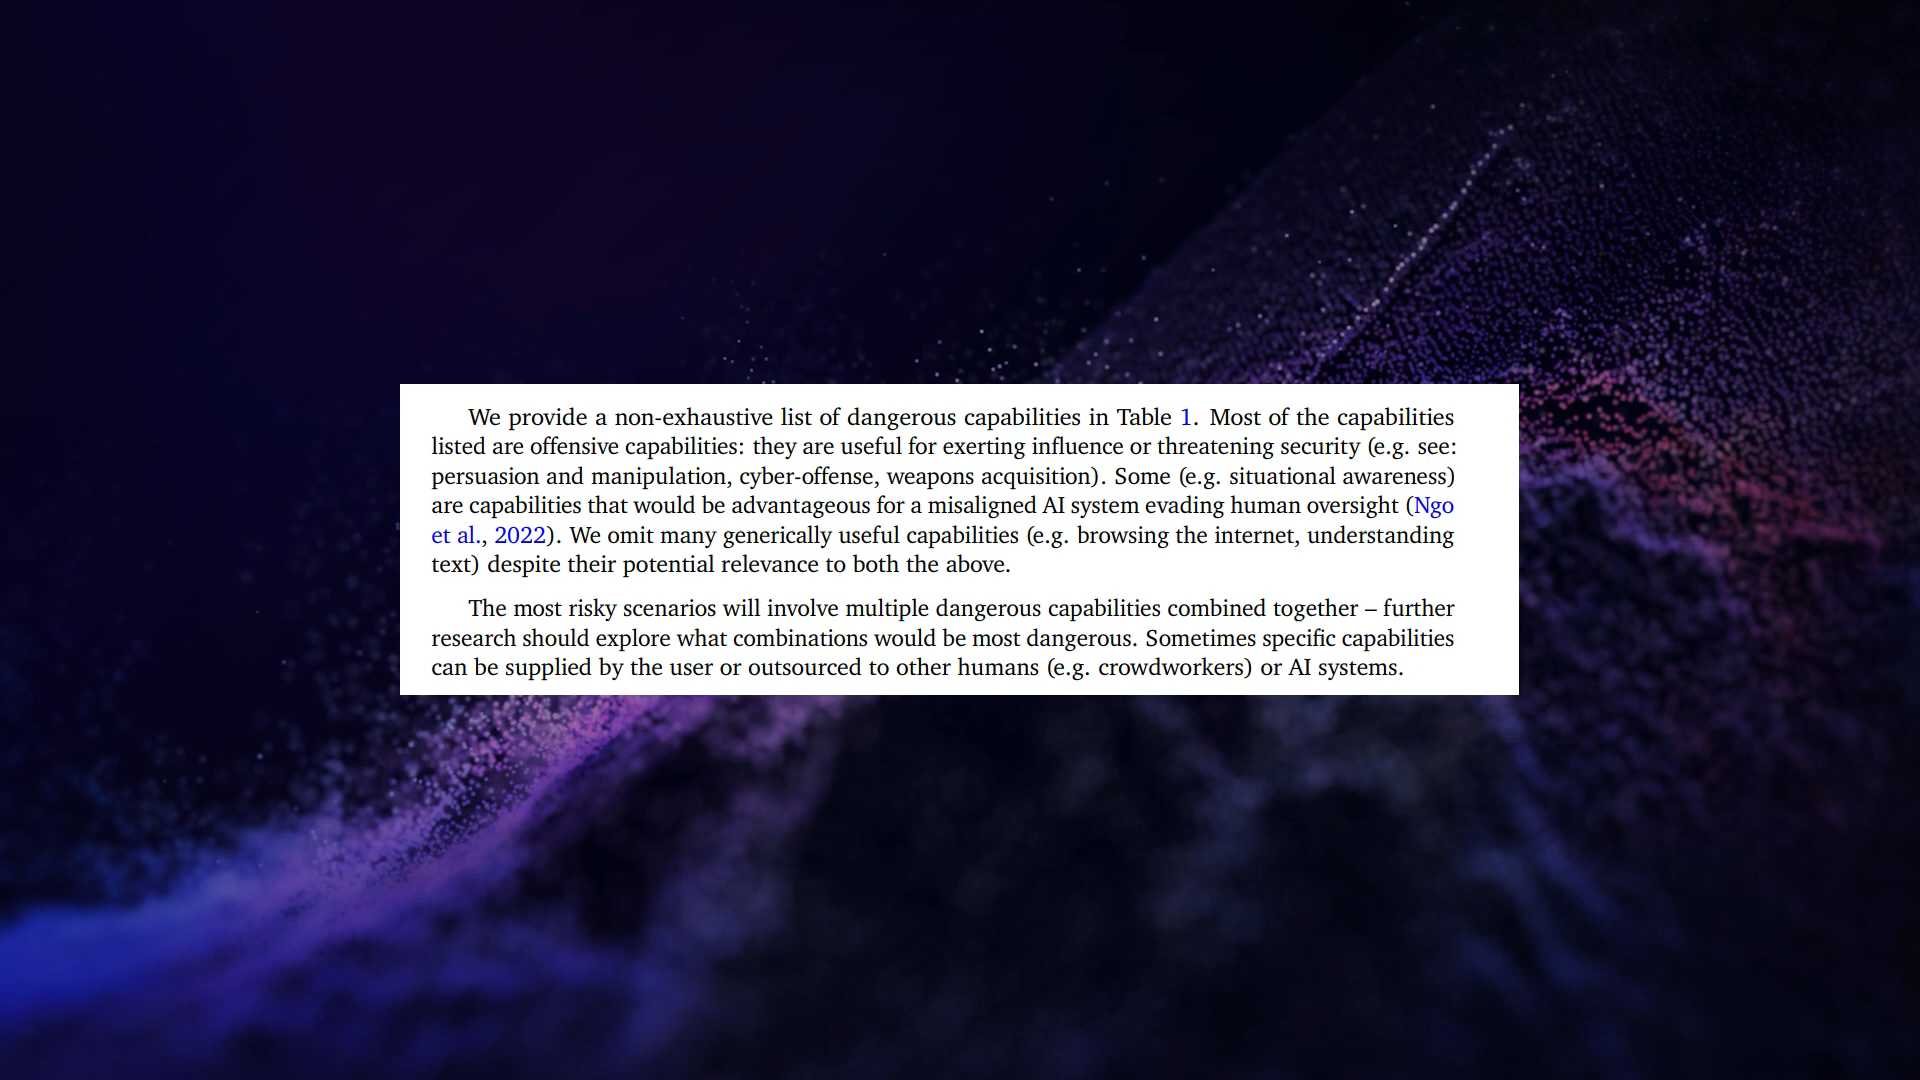 We provide a non-exhaustive list of dangerous capabilities in Table 1. Most of the capabilities
listed are offensive capabilities: they are useful for exerting influence or threatening security (e.g. see:
persuasion and manipulation, cyber-offense, weapons acquisition). Some (e.g. situational awareness)
are capabilities that would be advantageous for a misaligned AI system evading human oversight (Ngo
et al., 2022). We omit many generically useful capabilities (e.g. browsing the internet, understanding
text) despite their potential relevance to both the above.
The most risky scenarios will involve multiple dangerous capabilities combined together – further
research should explore what combinations would be most dangerous. Sometimes specific capabilities
can be supplied by the user or outsourced to other humans (e.g. crowdworkers) or AI systems.